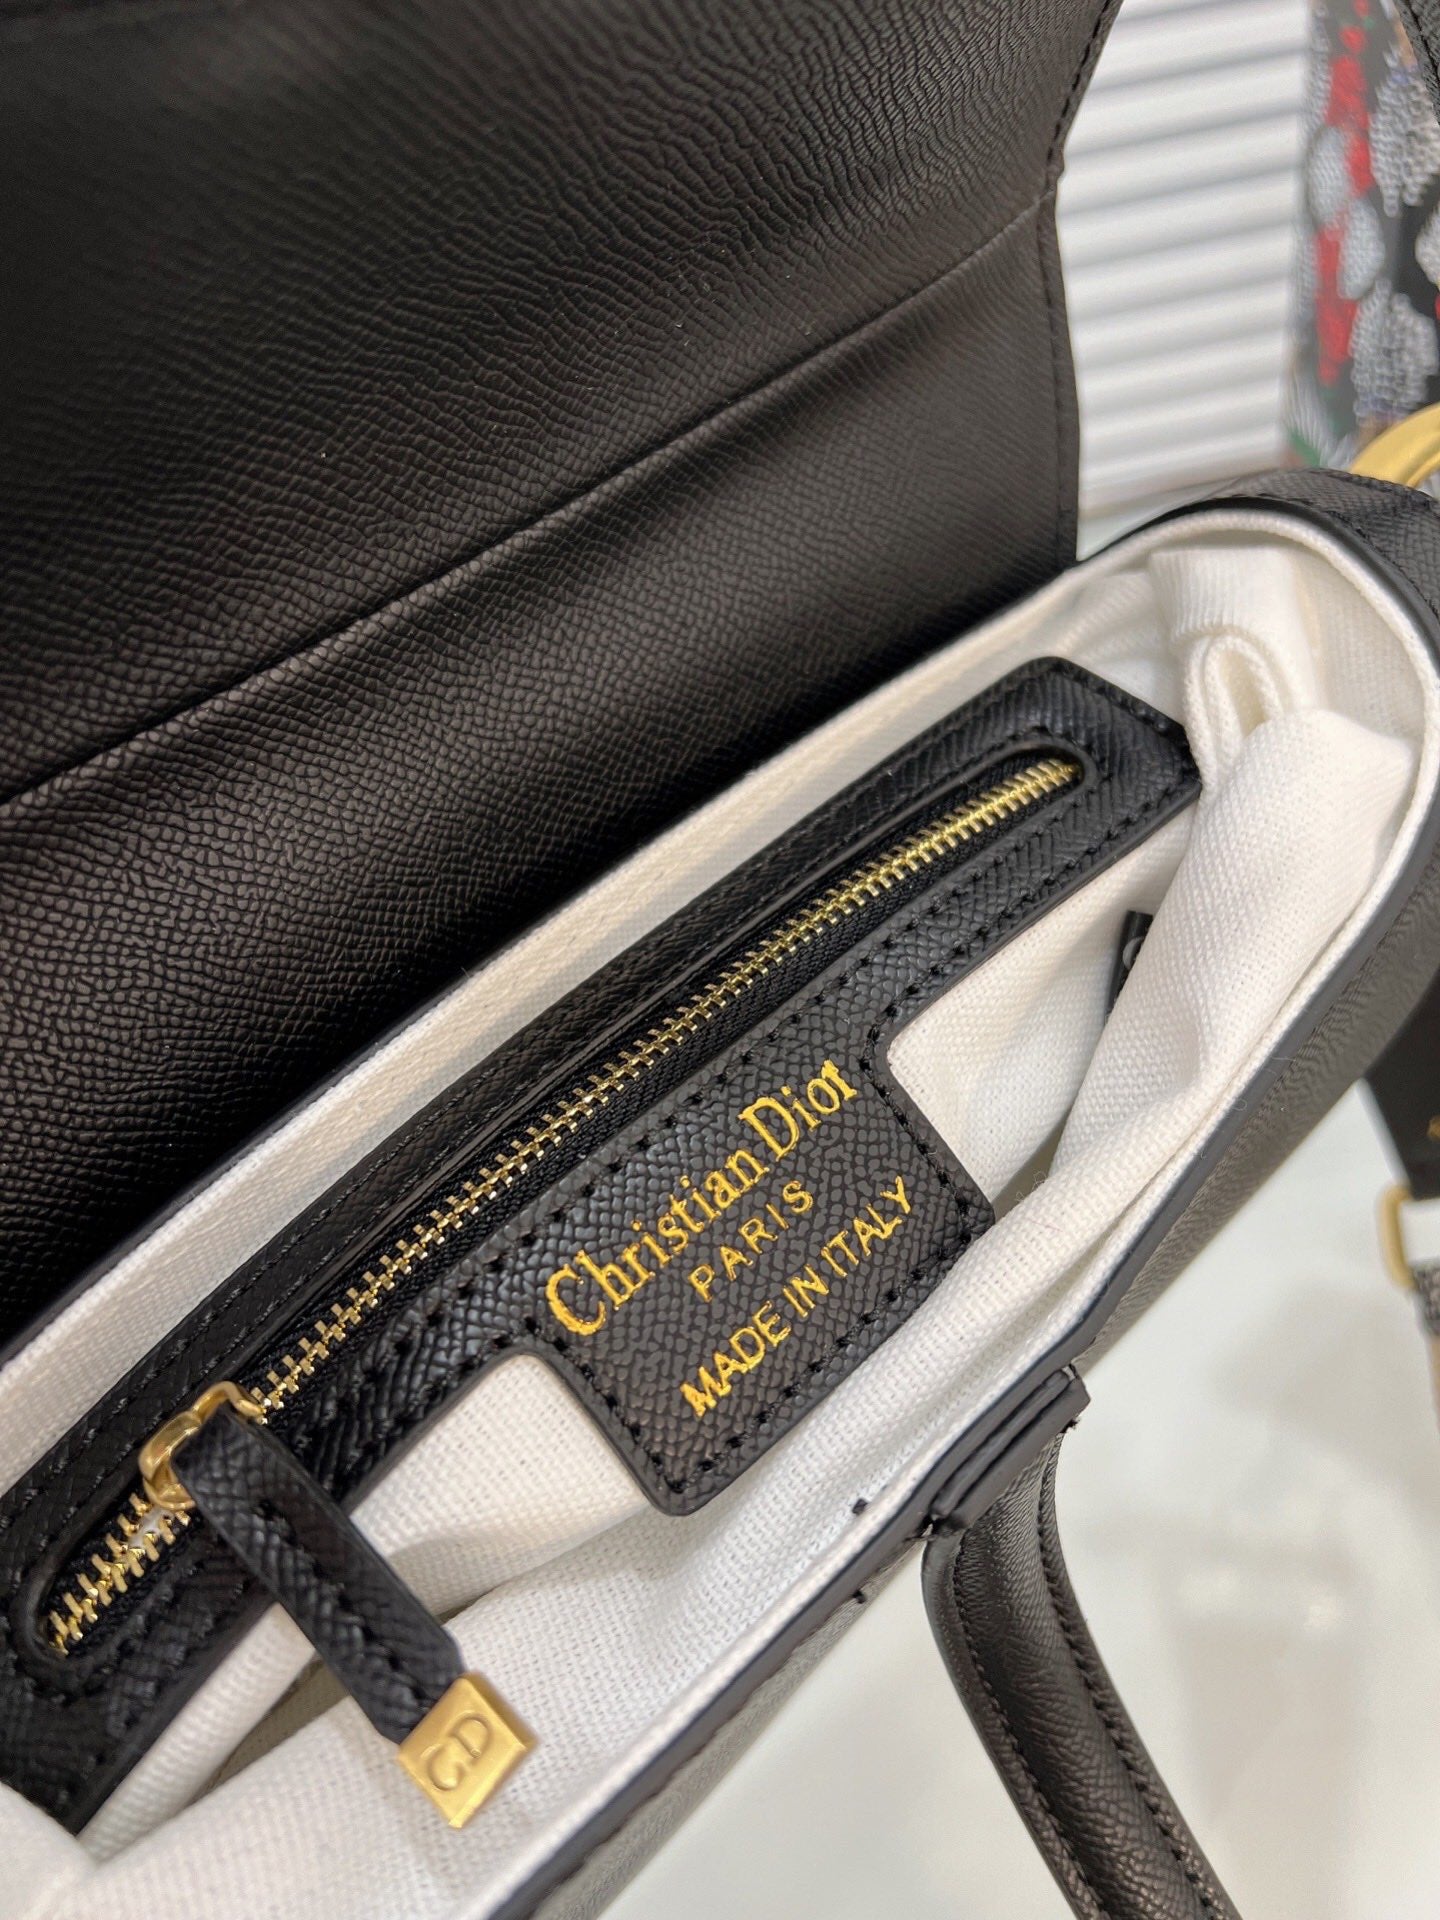 Christian Dior
PARIS
MADE IN ITALY
CD